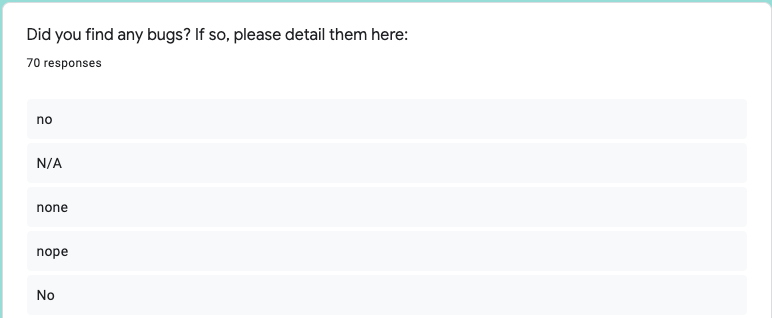 Did you find any bugs? If so, please detail them here:
70 responses
no
N/A
none
nope
No